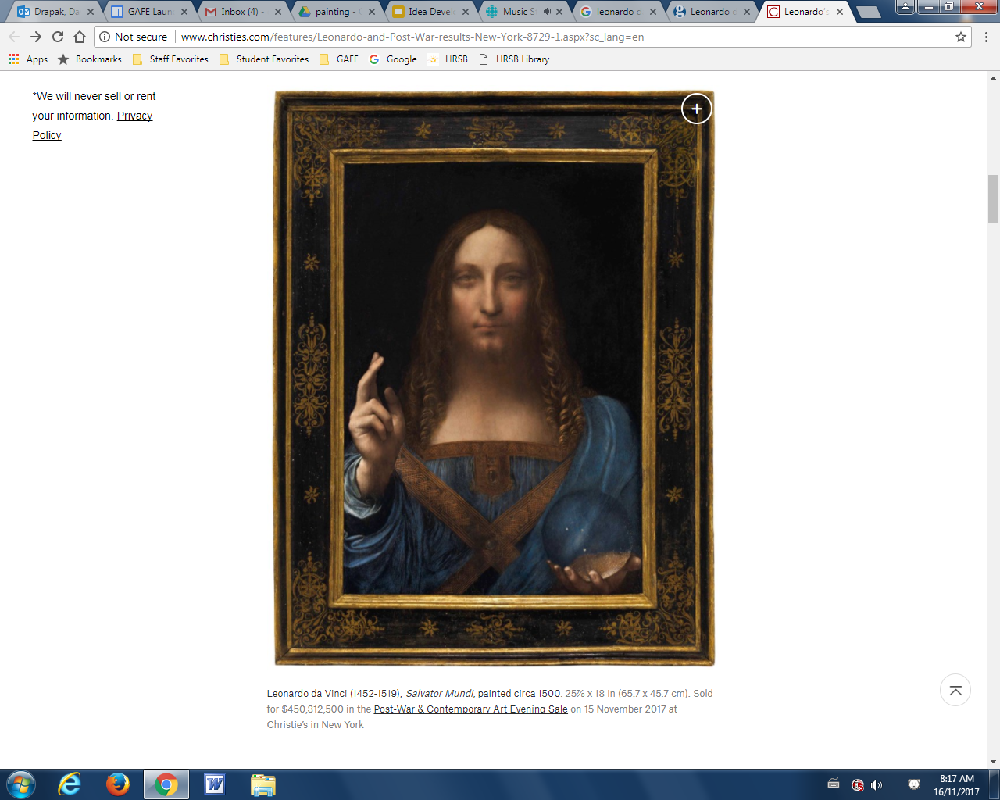 Drapak, Da
GAFE Laun
Inbox (4) -
painting -
Idea Devel
Music S
leonardo d
Leonardo
Leonardo's
Not secure
www.christies.com/features/Leonardo-and-Post-War-results-New-York-8729-1.aspx?sc_lang=en
Apps
Bookmarks
Staff Favorites
Student Favorites
GAFE
Google
HRSB
HRSB Library
*We will never sell or rent
your information. Privacy
Policy
Leonardo da Vinci (1452-1519), Salvator Mundi, painted circa 1500. 25⅞ x 18 in (65.7 x 45.7 cm). Sold
for $450,312,500 in the Post-War & Contemporary Art Evening Sale on 15 November 2017 at
Christie's in New York
8:17 AM
16/11/2017